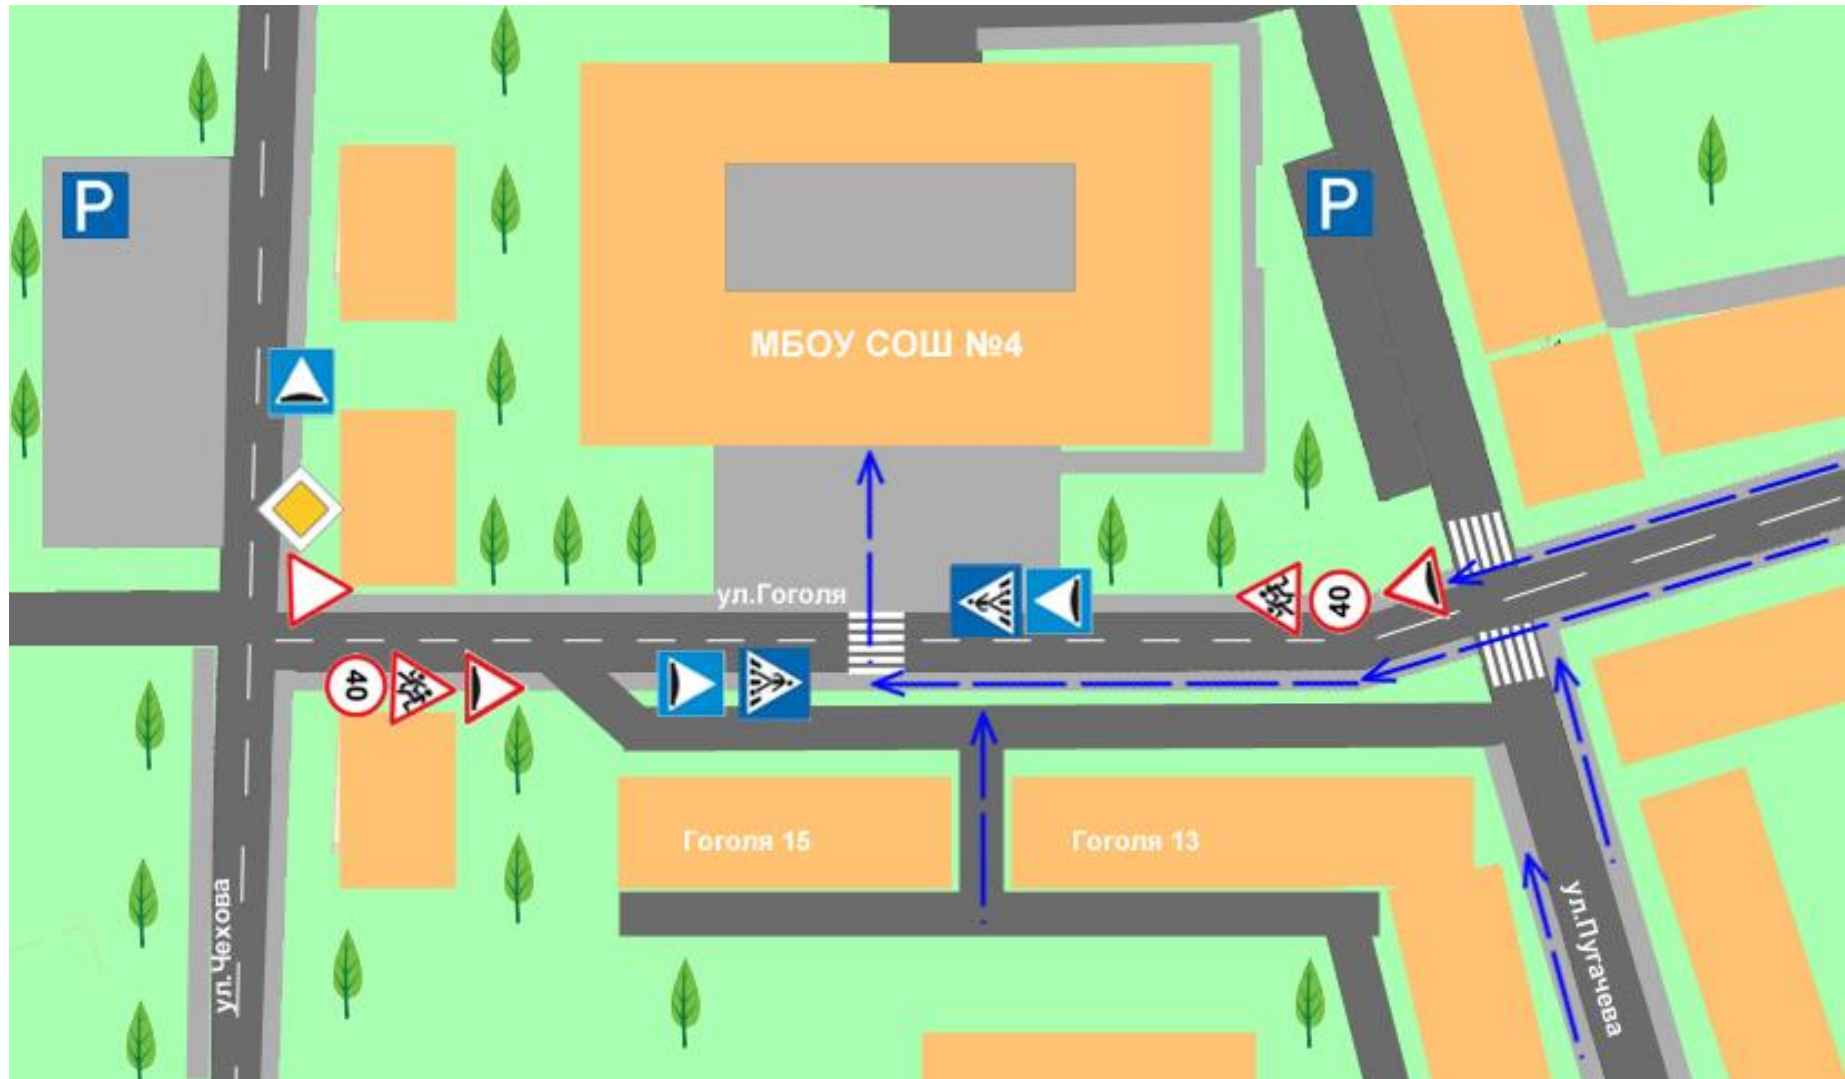 P
P
МБОУ СОШ №4
ул.Гоголя
40
40
Гоголя 15
Гоголя 13
ул.Чехова
ул.Пугачева